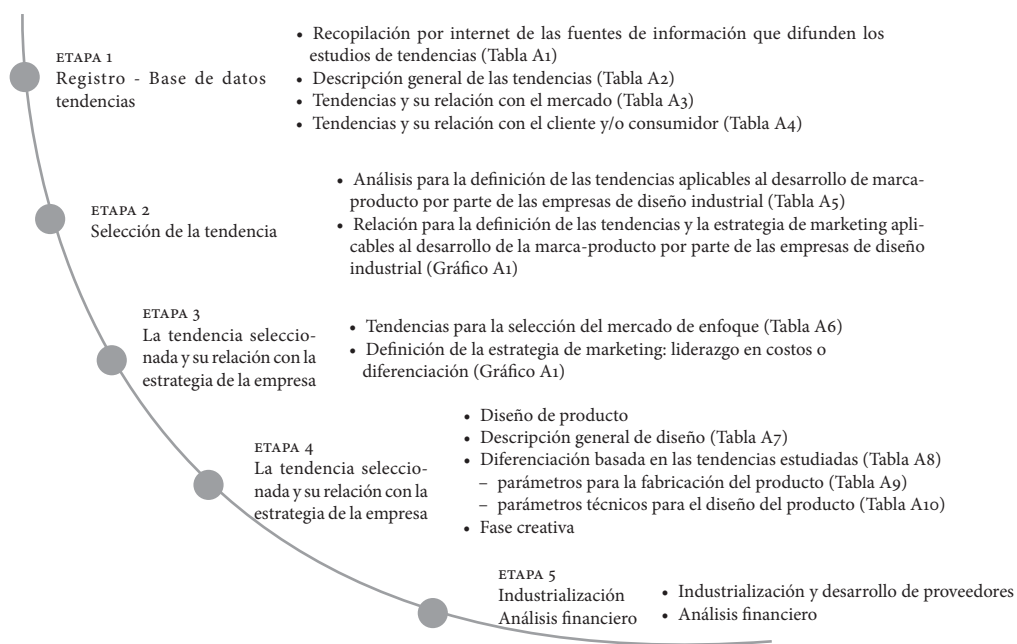 ETAPA 1
Registro - Base de datos
tendencias
• Recopilación por internet de las fuentes de información que difunden los
estudios de tendencias (Tabla A1)
• Descripción general de las tendencias (Tabla A2)
• Tendencias y su relación con el mercado (Tabla A3)
• Tendencias y su relación con el cliente y/o consumidor (Tabla A4)
ETAPA 2
Selección de la tendencia
• Análisis para la definición de las tendencias aplicables al desarrollo de marca-
producto por parte de las empresas de diseño industrial (Tabla A5)
• Relación para la definición de las tendencias y la estrategia de marketing apli-
cables al desarrollo de la marca-producto por parte de las empresas de diseño
industrial (Gráfico A1)
ETAPA 3
La tendencia seleccio-
nada y su relación con la
estrategia de la empresa
• Tendencias para la selección del mercado de enfoque (Tabla A6)
• Definición de la estrategia de marketing: liderazgo en costos o
diferenciación (Gráfico A1)
ETAPA 4
La tendencia seleccio-
nada y su relación con la
estrategia de la empresa
• Diseño de producto
• Descripción general de diseño (Tabla A7)
• Diferenciación basada en las tendencias estudiadas (Tabla A8)
– parámetros para la fabricación del producto (Tabla A9)
– parámetros técnicos para el diseño del producto (Tabla A10)
• Fase creativa
ETAPA 5
Industrialización
Análisis financiero
• Industrialización y desarrollo de proveedores
• Análisis financiero